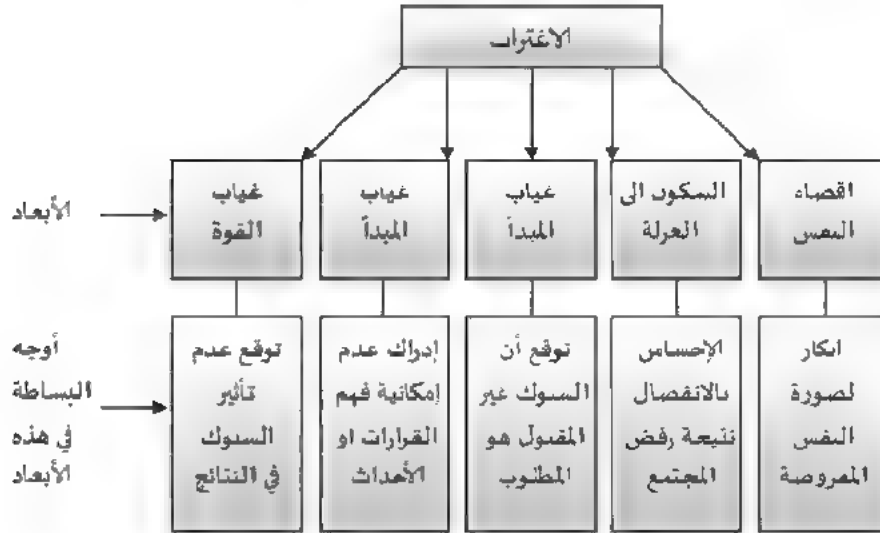 الاغتراب
الأبعاد
غياب
القوة
غياب
المبدأ
غياب
المبدأ
السكون الى
العزلة
اقصاء
النفس
أوجه
البساطة
في هذه
الأبعاد
توقع عدم
تأثير
السلوك
في النتائج
إدراك عدم
إمكانية فهم
القرارات او
الأحداث
توقع أن
السلوك غير
المقبول هو
المطلوب
الإحساس
بالانفصال
نتيجة رفض
المجتمع
انكار
لصورة
النفس
المعروضة